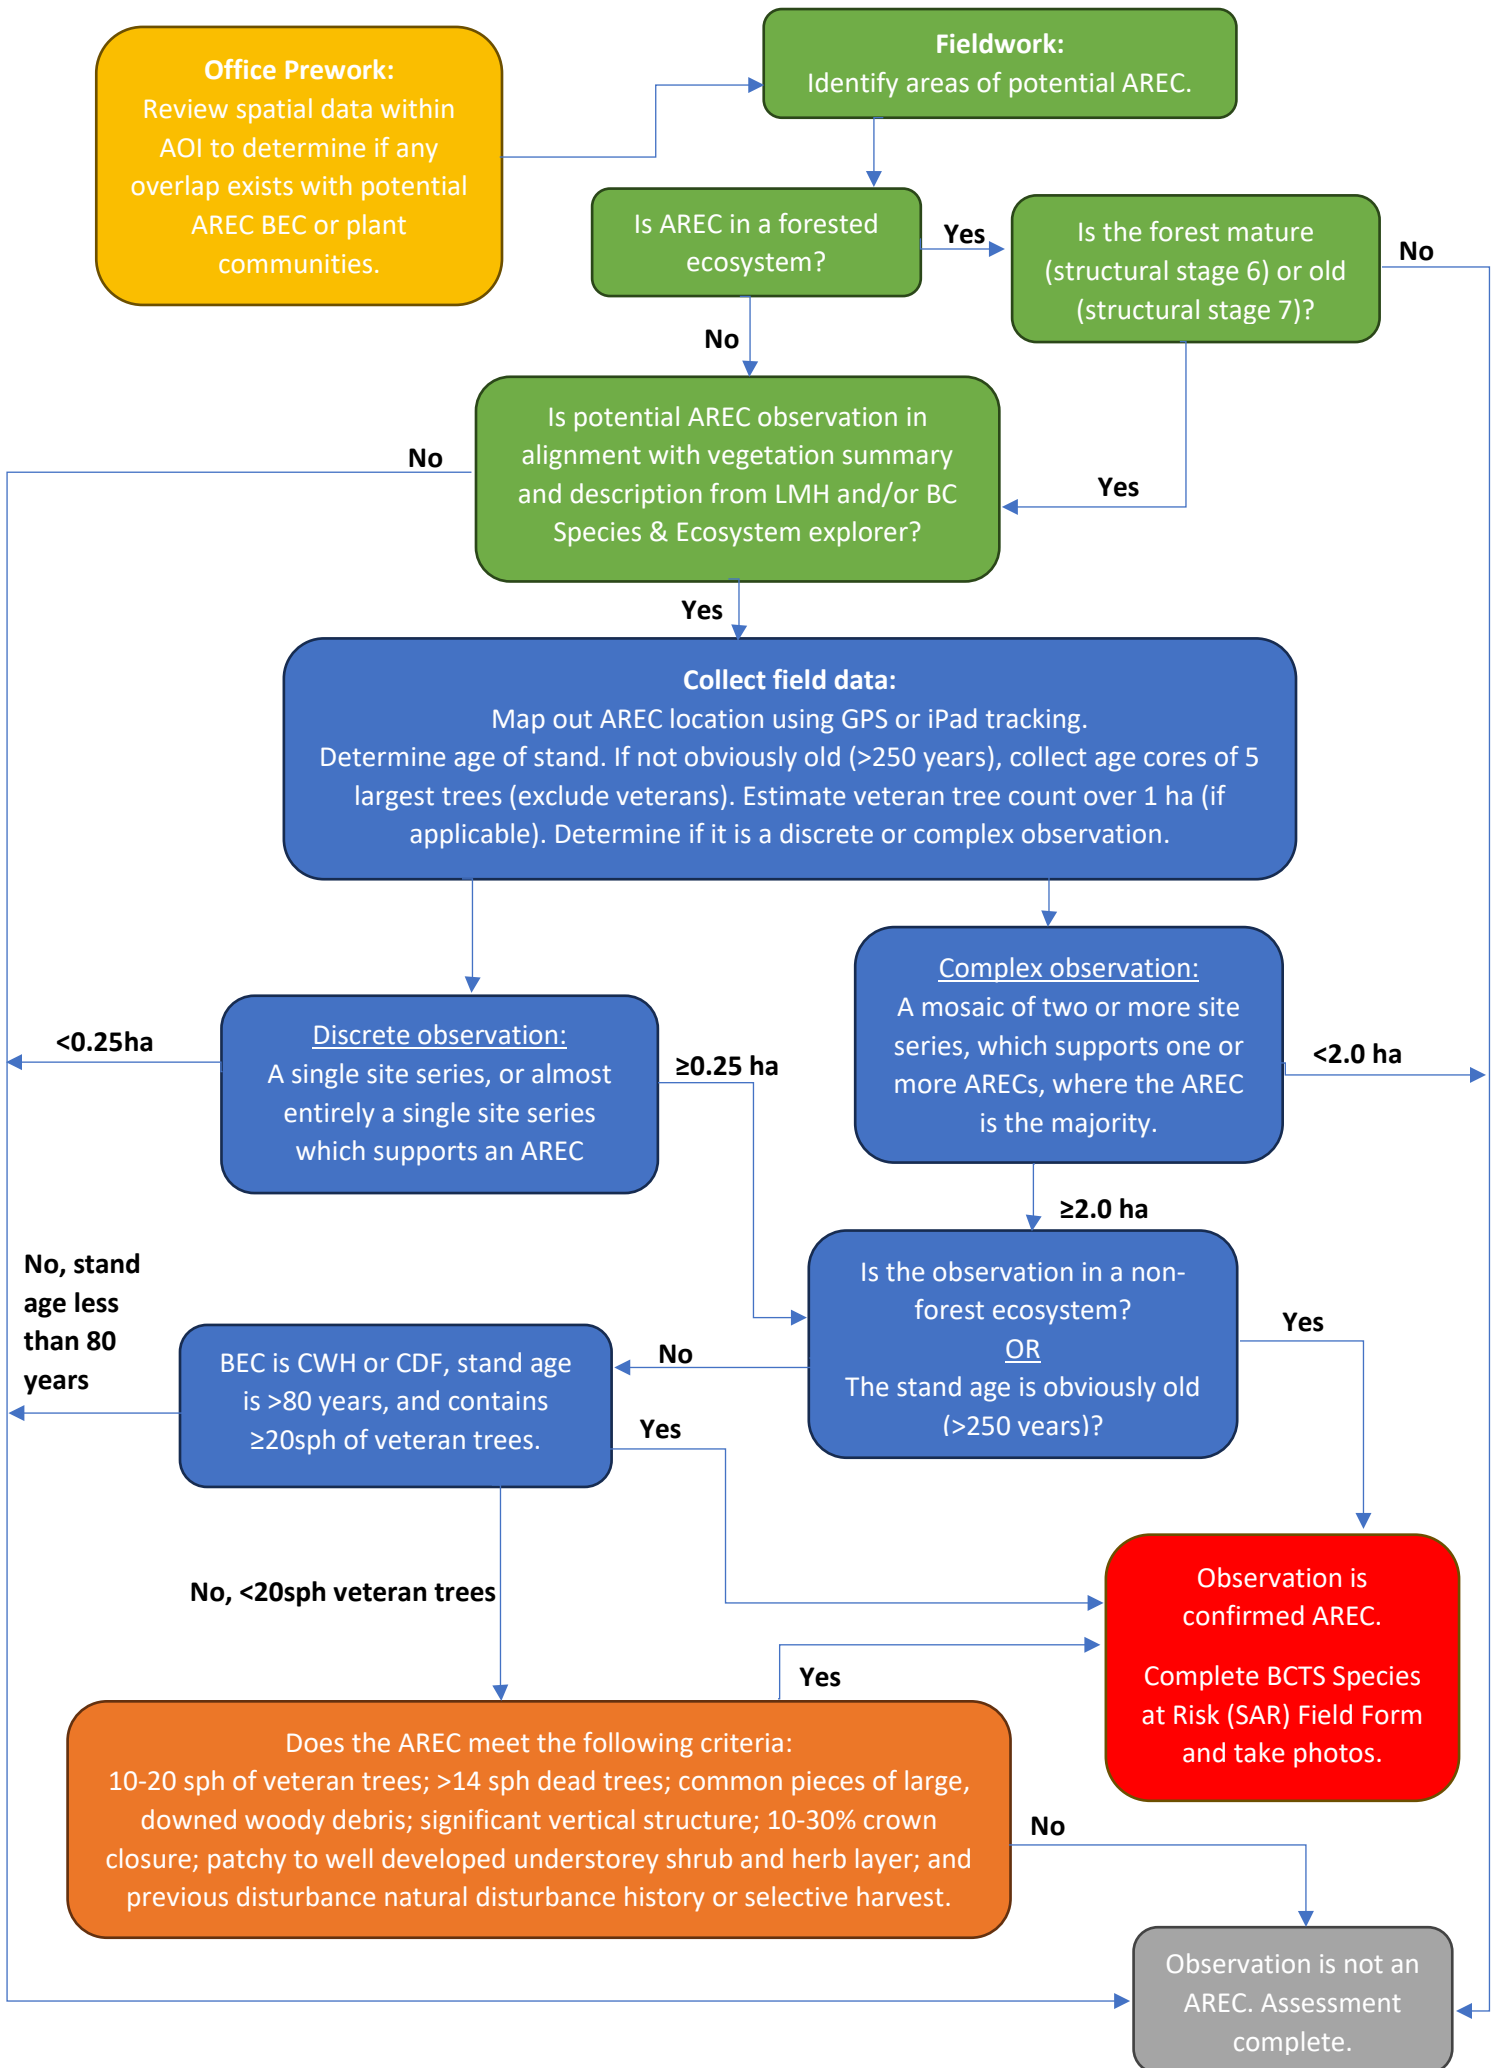 Office Prework:
Review spatial data within
AOI to determine if any
overlap exists with potential
AREC BEC or plant
communities.
Fieldwork:
Identify areas of potential AREC.
Is AREC in a forested
ecosystem?
Yes
Is the forest mature
(structural stage 6) or old
(structural stage 7)?
No
No
Is potential AREC observation in
alignment with vegetation summary
and description from LMH and/or BC
Species & Ecosystem explorer?
No
Yes
Yes
Collect field data:
Map out AREC location using GPS or iPad tracking.
Determine age of stand. If not obviously old (>250 years), collect age cores of 5
largest trees (exclude veterans). Estimate veteran tree count over 1 ha (if
applicable). Determine if it is a discrete or complex observation.
<0.25ha
Discrete observation:
A single site series, or almost
entirely a single site series
which supports an AREC
≥0.25 ha
Complex observation:
A mosaic of two or more site
series, which supports one or
more ARECs, where the AREC
is the majority.
<2.0 ha
≥2.0 ha
No, stand
age less
than 80
years
BEC is CWH or CDF, stand age
is >80 years, and contains
≥20sph of veteran trees.
No
Is the observation in a non-
forest ecosystem?
OR
The stand age is obviously old
(>250 years)?
Yes
Yes
No, <20sph veteran trees
Observation is
confirmed AREC.
Complete BCTS Species
at Risk (SAR) Field Form
and take photos.
Yes
Does the AREC meet the following criteria:
10-20 sph of veteran trees; >14 sph dead trees; common pieces of large,
downed woody debris; significant vertical structure; 10-30% crown
closure; patchy to well developed understorey shrub and herb layer; and
previous disturbance natural disturbance history or selective harvest.
No
Observation is not an
AREC. Assessment
complete.